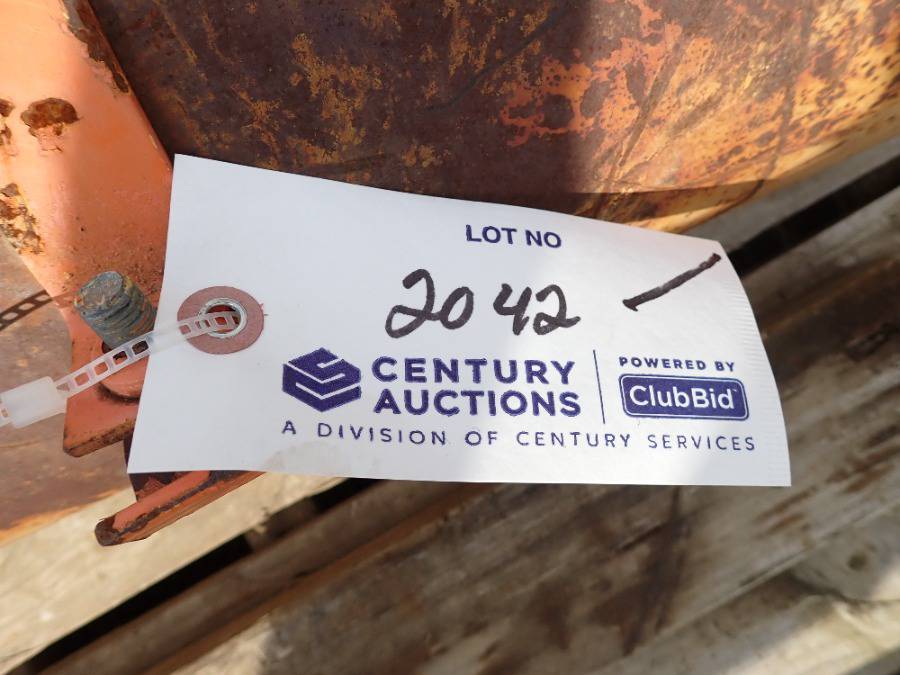 LOT NO
2042 —
CENTURY AUCTIONS
POWERED BY
ClubBid
A DIVISION OF CENTURY SERVICES